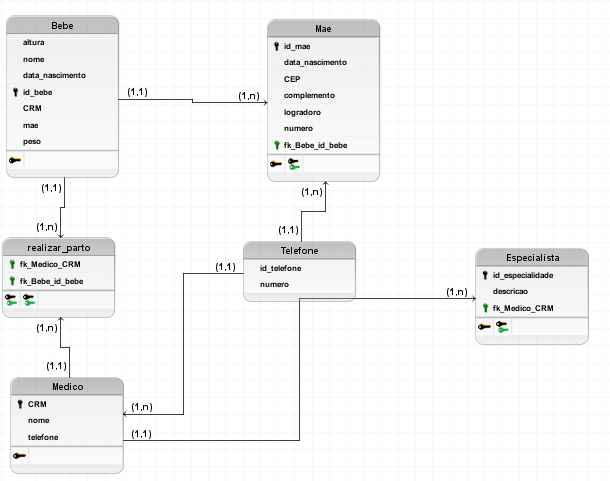 Bebe
altura
nome
data_nascimento
id_bebe
CRM
mae
peso
Mae
id_mae
data_nascimento
CEP
complemento
logradoro
numero
fk_Bebe_id_bebe
(1,1)
(1,n)
(1,1)
(1,n)
(1,n)
(1,1)
realizar_parto
fk_Medico_CRM
fk_Bebe_id_bebe
Telefone
id_telefone
numero
(1,1)
Especialista
id_especialidade
descricao
fk_Medico_CRM
(1,n)
(1,n)
(1,1)
Medico
CRM
nome
telefone
(1,n)
(1,1)